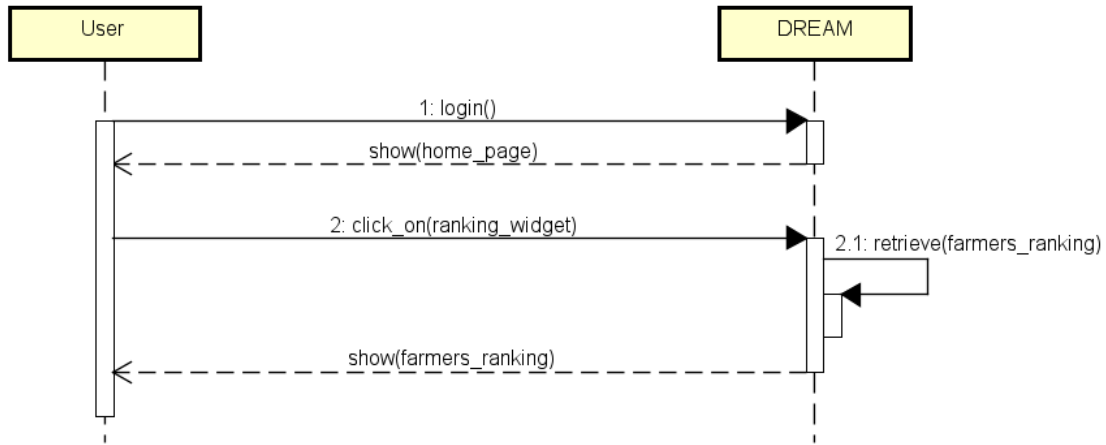 User
DREAM
1: login()
show(home_page)
2: click_on(ranking_widget)
2.1: retrieve(farmers_ranking)
show(farmers_ranking)